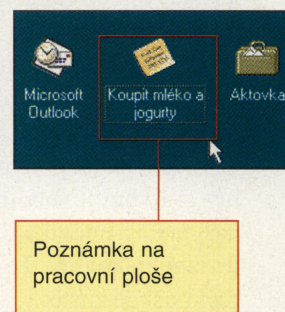 Microsoft
Outlook
Koupit mléko a
jogurty
Aktovka
Poznámka na
pracovní ploše